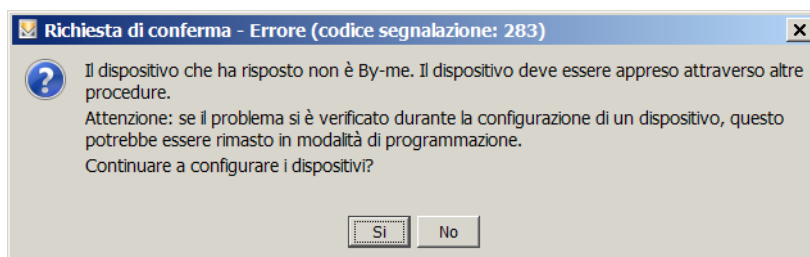 Richiesta di conferma - Errore (codice segnalazione: 283)
Il dispositivo che ha risposto non è By-me. Il dispositivo deve essere appreso attraverso altre
procedure.
Attenzione: se il problema si è verificato durante la configurazione di un dispositivo, questo
potrebbe essere rimasto in modalità di programmazione.
Continuare a configurare i dispositivi?
Si No